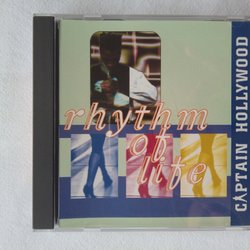 rhythm
of
life
CAPTAIN HOLLYWOOD